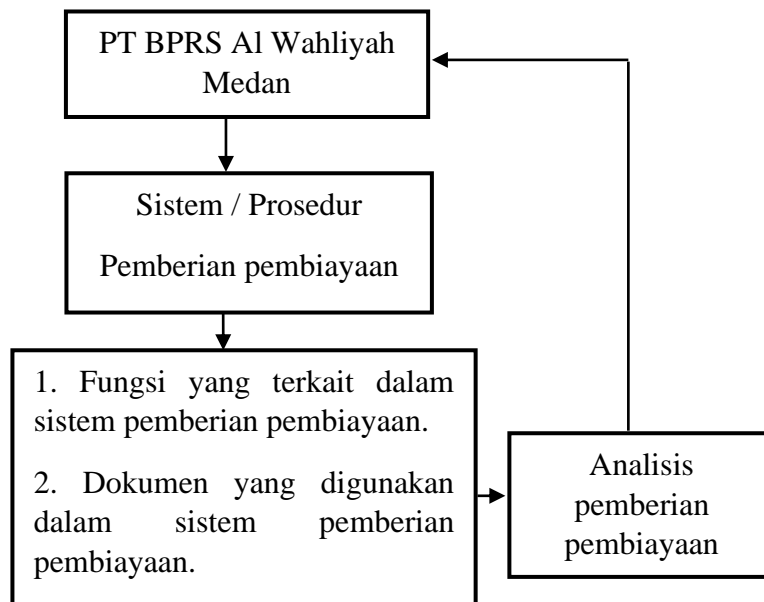 PT BPRS Al Wahliyah
Medan
Sistem / Prosedur
Pemberian pembiayaan
1. Fungsi yang terkait dalam
sistem pemberian pembiayaan.
2. Dokumen yang digunakan
dalam sistem pemberian
pembiayaan.
Analisis
pemberian
pembiayaan